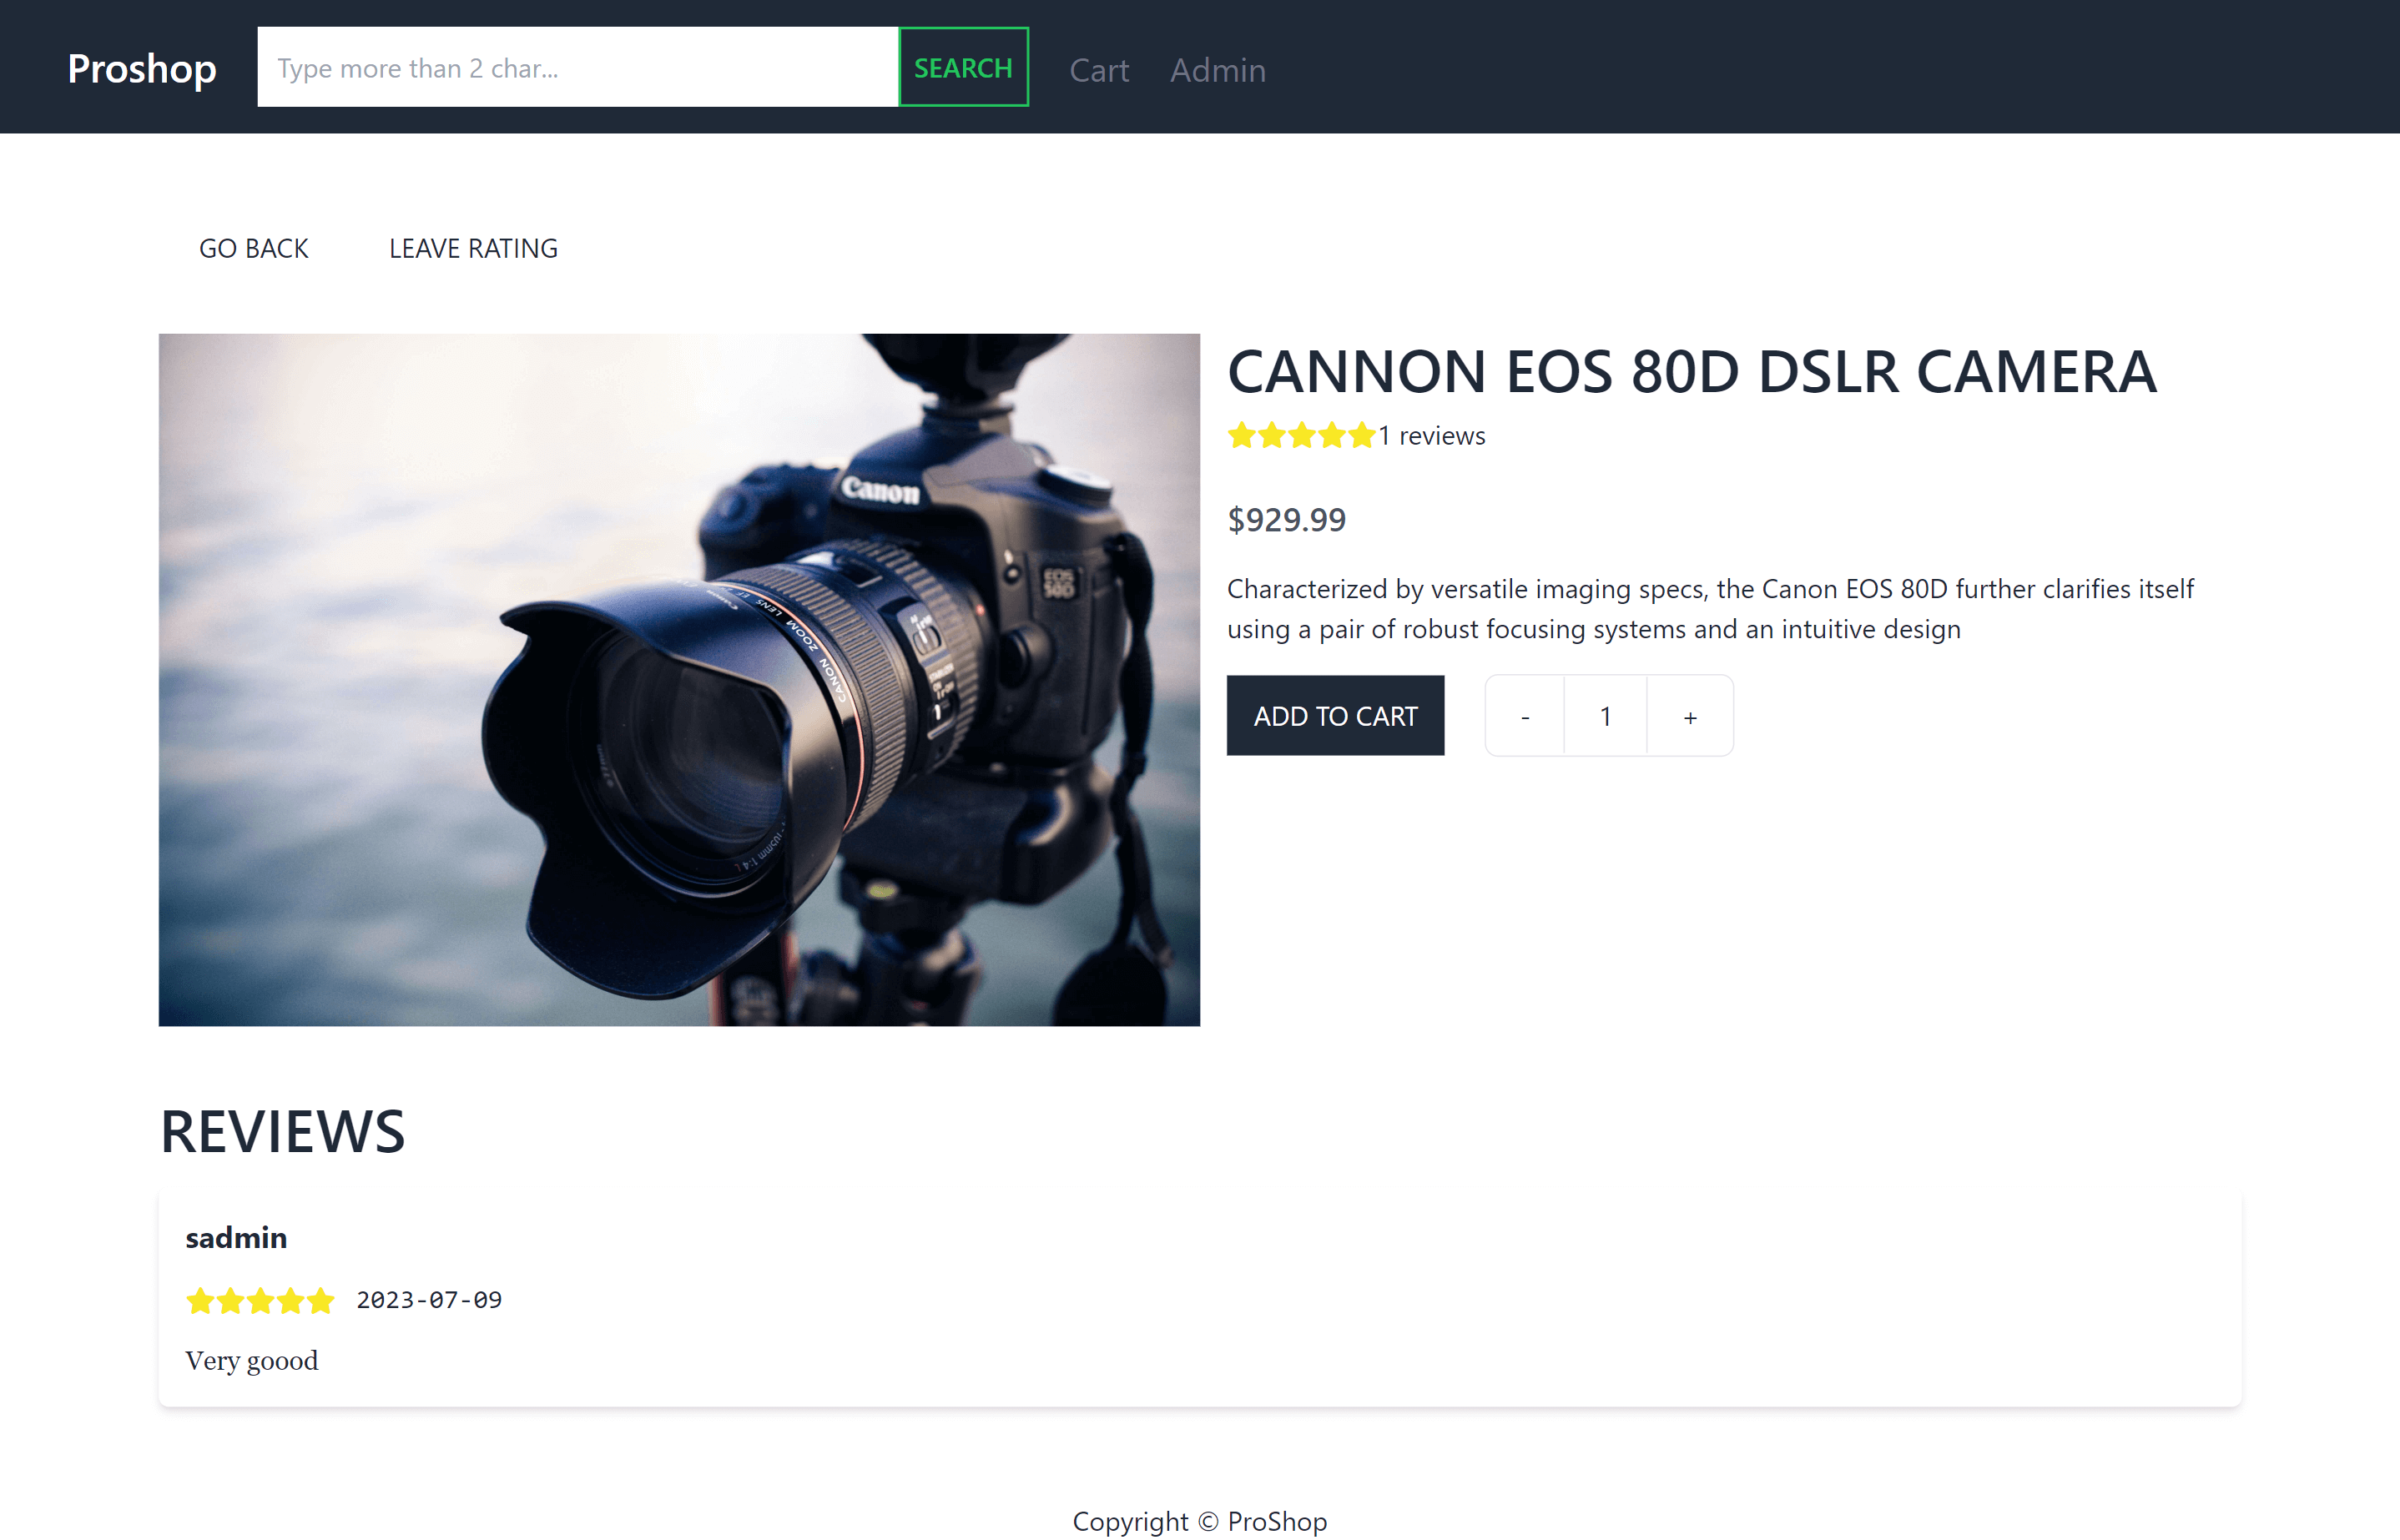 Proshop
Type more than 2 char...
SEARCH
Cart
Admin
GO BACK
LEAVE RATING
Canon
EOS
50D
CANON ZOOM LENS EF
CANNON EOS 80D DSLR CAMERA
1 reviews
$929.99
Characterized by versatile imaging specs, the Canon EOS 80D further clarifies itself
using a pair of robust focusing systems and an intuitive design
ADD TO CART
- 1 +
REVIEWS
sadmin
2023-07-09
Very goood
Copyright © ProShop